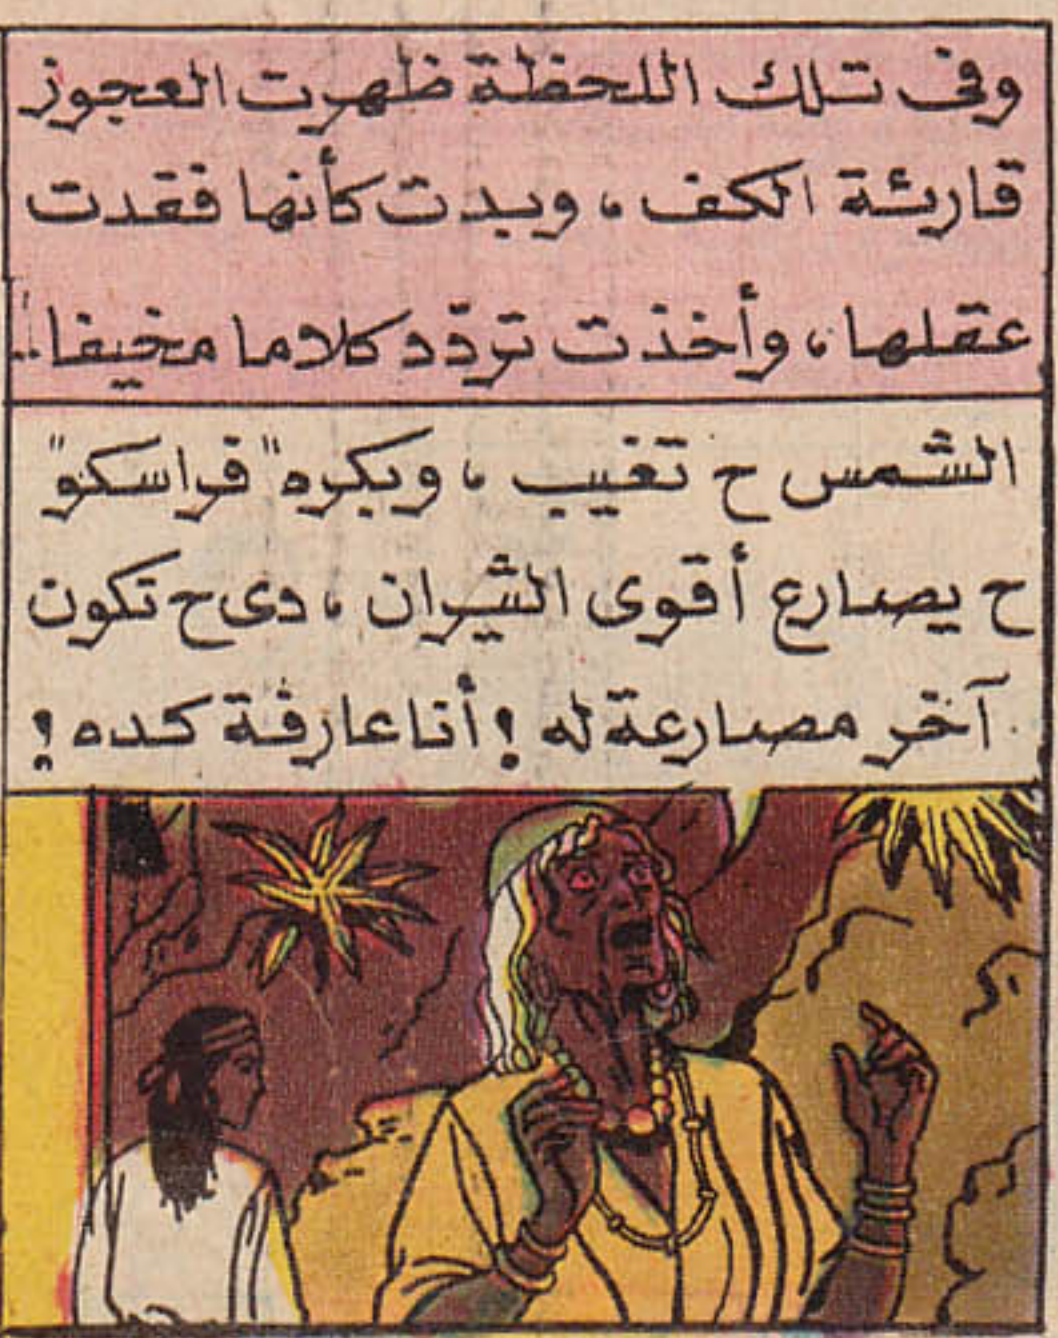 وفى تلك اللحظة ظهرت العجوز
قارئة الكف ، وبدت كأنها فقدت
عقلها ، وأخذت تردّد كلاما مخيفا ..
الشمس ح تغيب ، وبكره "فراسكو"
ح يصارع أقوى الثيران ، دى ح تكون
آخر مصارعة له ! أنا عارفة كده !